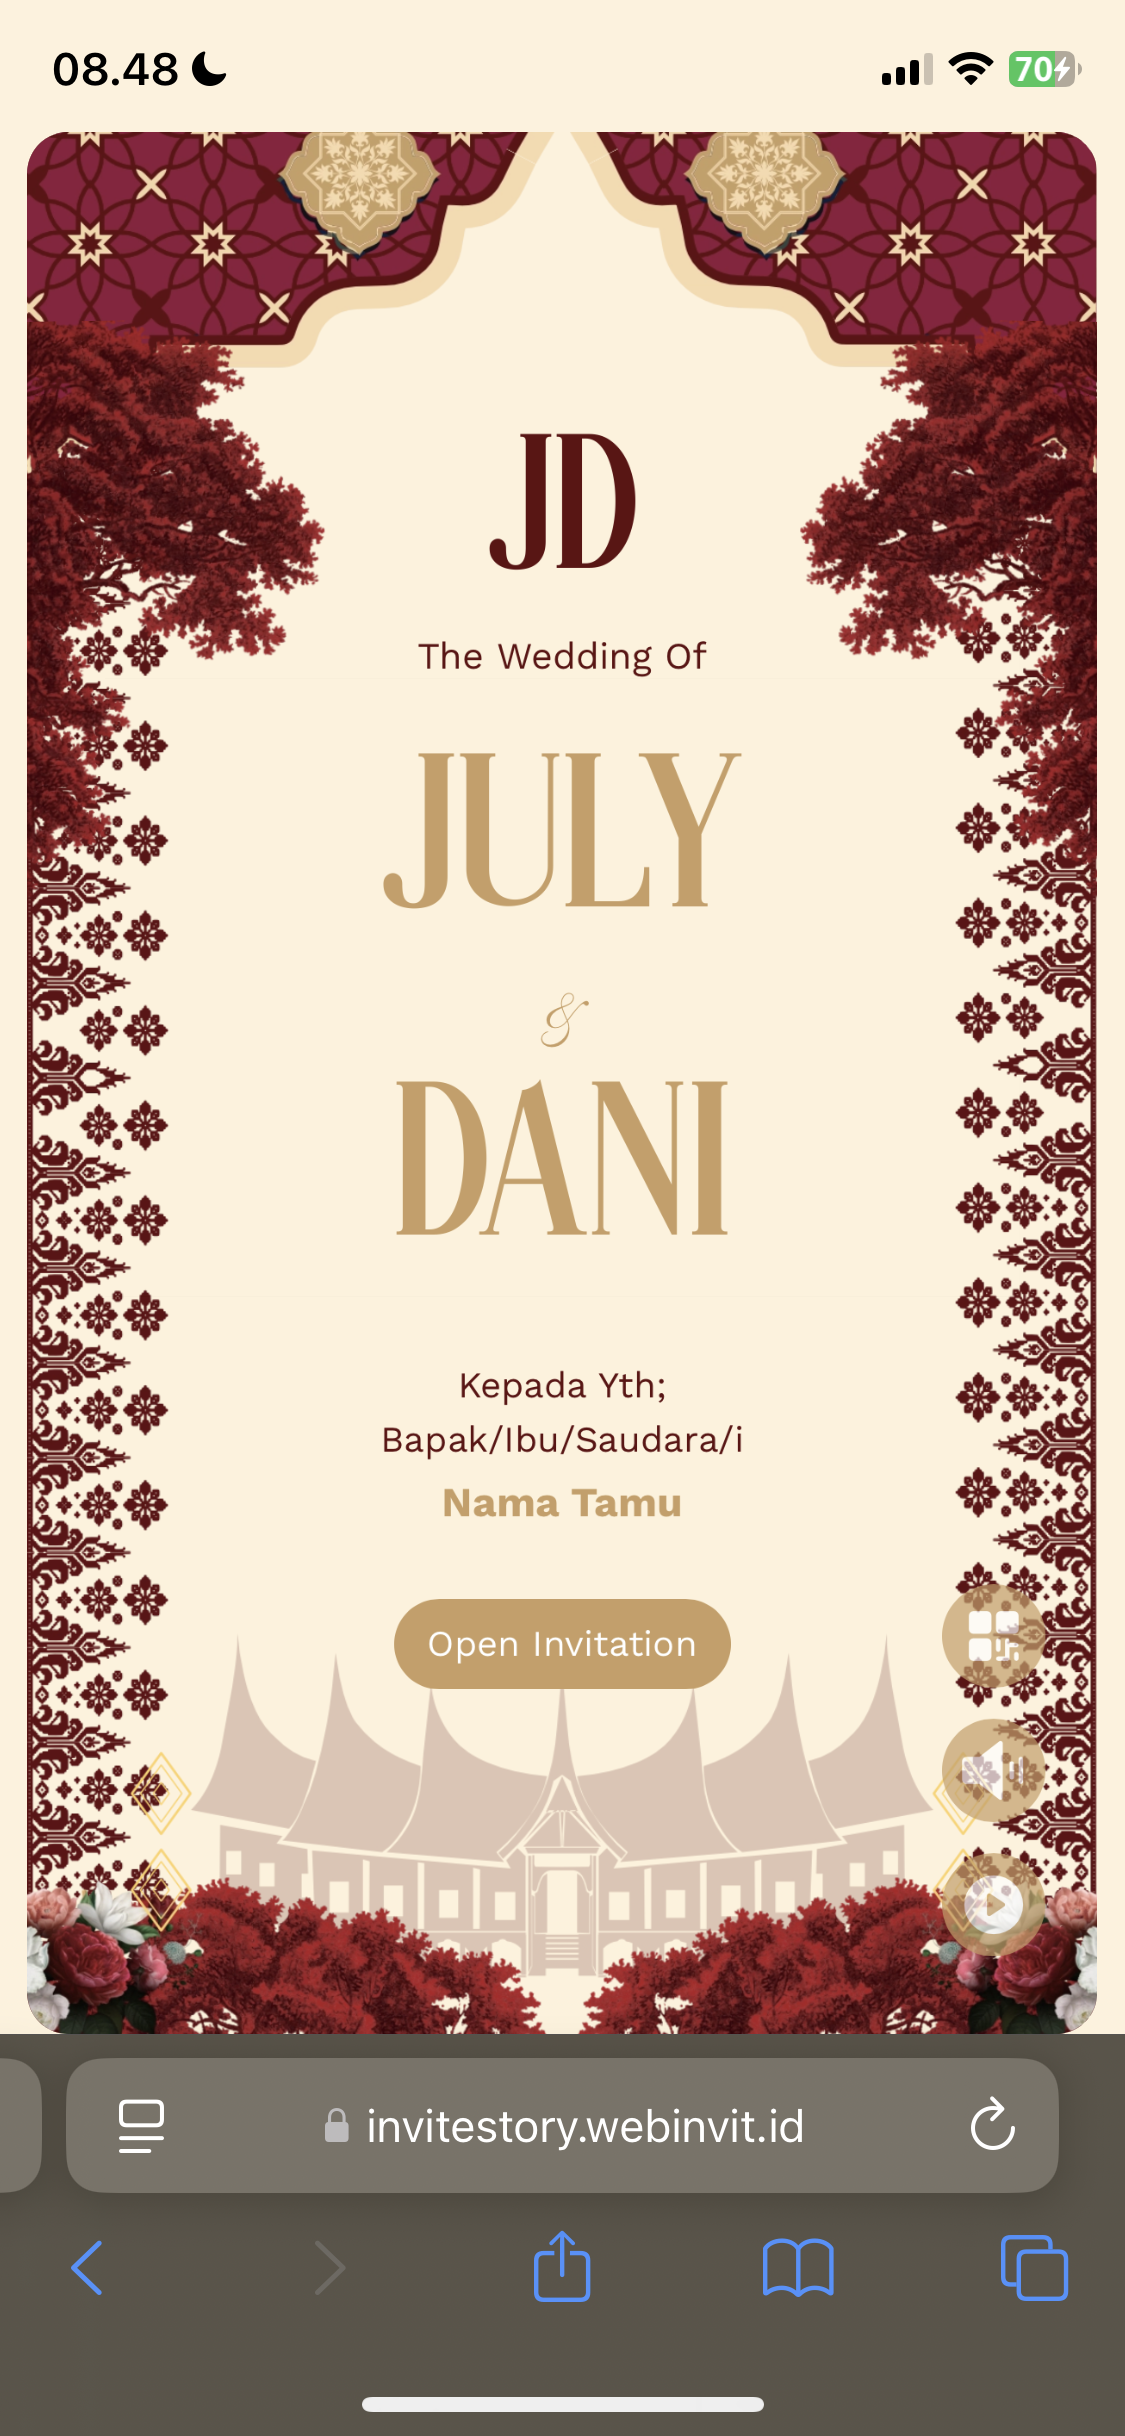 08.48
70
JD
The Wedding Of
JULY
&
DANI
Kepada Yth;
Bapak/Ibu/Saudara/i
Nama Tamu
Open Invitation
invitestory.webinvit.id